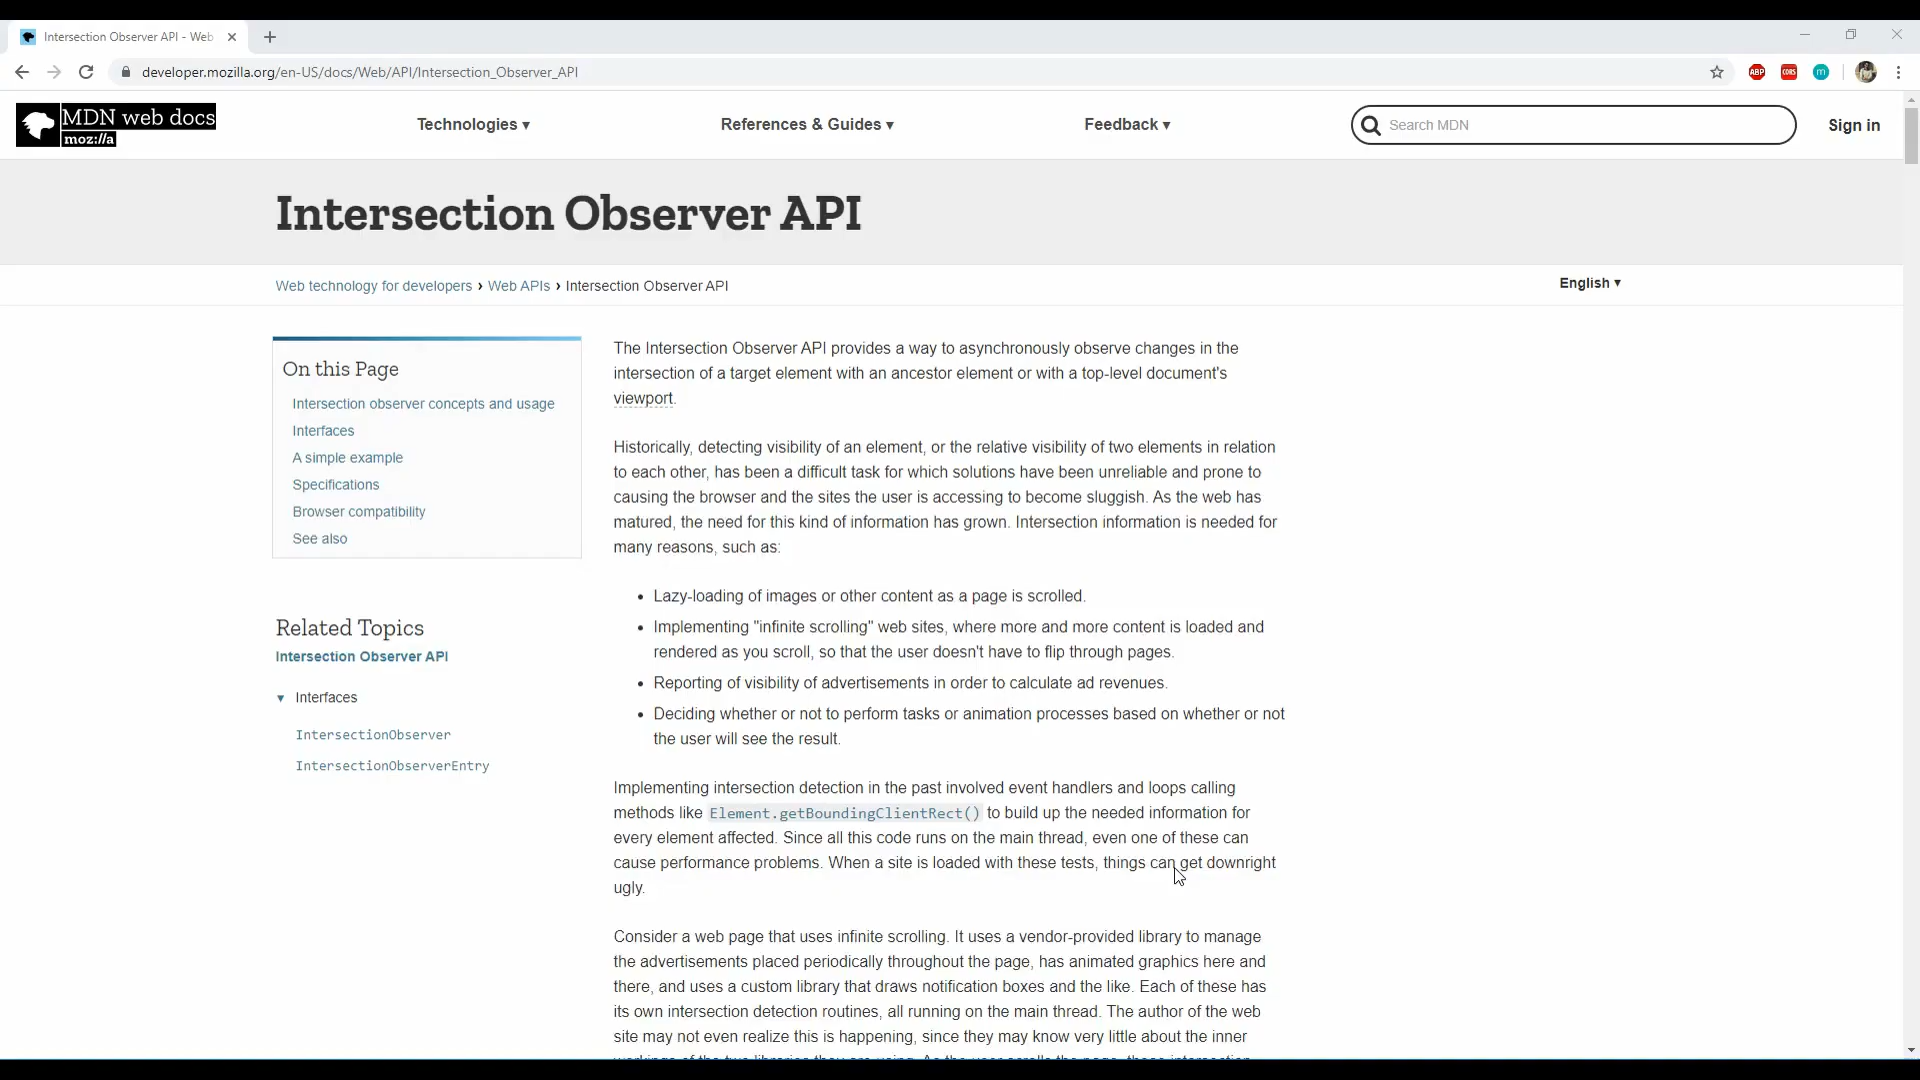 Intersection Observer API - Web
developer.mozilla.org/en-US/docs/Web/API/Intersection_Observer_API
ABP
CORS
m
MDN web docs
moz://a
Technologies ▾
References & Guides ▾
Feedback ▾
Search MDN
Sign in
Intersection Observer API
Web technology for developers › Web APIs › Intersection Observer API
English ▾
On this Page
Intersection observer concepts and usage
Interfaces
A simple example
Specifications
Browser compatibility
See also
Related Topics
Intersection Observer API
▾ Interfaces
IntersectionObserver
IntersectionObserverEntry
The Intersection Observer API provides a way to asynchronously observe changes in the
intersection of a target element with an ancestor element or with a top-level document's
viewport.
Historically, detecting visibility of an element, or the relative visibility of two elements in relation
to each other, has been a difficult task for which solutions have been unreliable and prone to
causing the browser and the sites the user is accessing to become sluggish. As the web has
matured, the need for this kind of information has grown. Intersection information is needed for
many reasons, such as:
• Lazy-loading of images or other content as a page is scrolled.
• Implementing "infinite scrolling" web sites, where more and more content is loaded and
rendered as you scroll, so that the user doesn't have to flip through pages.
• Reporting of visibility of advertisements in order to calculate ad revenues.
• Deciding whether or not to perform tasks or animation processes based on whether or not
the user will see the result.
Implementing intersection detection in the past involved event handlers and loops calling
methods like Element.getBoundingClientRect() to build up the needed information for
every element affected. Since all this code runs on the main thread, even one of these can
cause performance problems. When a site is loaded with these tests, things can get downright
ugly.
Consider a web page that uses infinite scrolling. It uses a vendor-provided library to manage
the advertisements placed periodically throughout the page, has animated graphics here and
there, and uses a custom library that draws notification boxes and the like. Each of these has
its own intersection detection routines, all running on the main thread. The author of the web
site may not even realize this is happening, since they may know very little about the inner